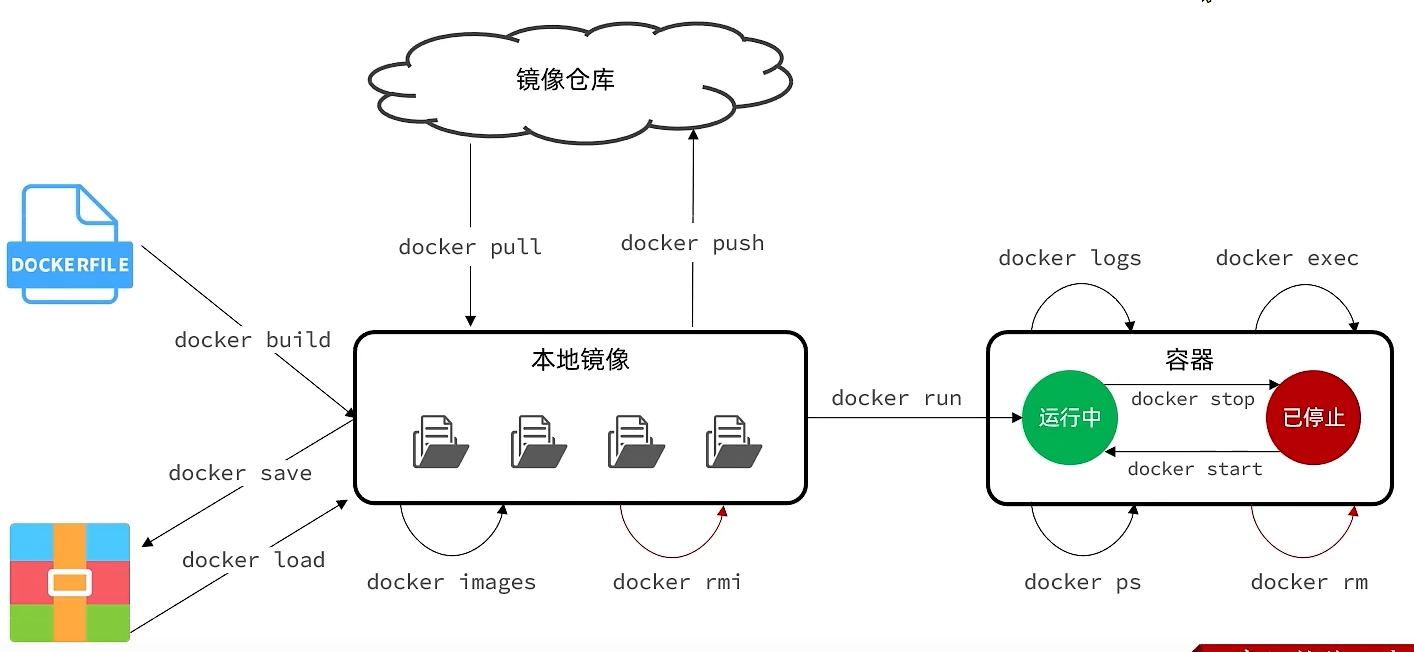 镜像仓库
docker pull
docker push
DOCKERFILE
docker logs
docker exec
docker build
本地镜像
容器
docker run
运行中
docker stop
已停止
docker start
docker save
docker load
docker images
docker rmi
docker ps
docker rm